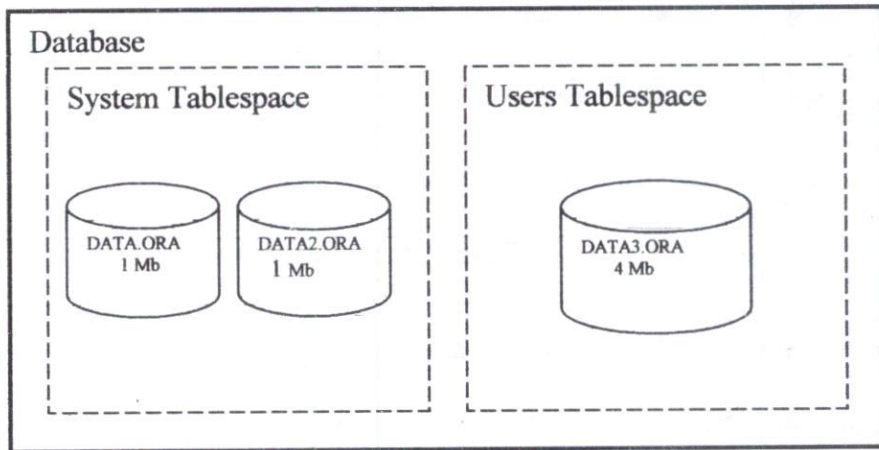 Database
System Tablespace
Users Tablespace
DATA.ORA
1 Mb
DATA2.ORA
1 Mb
DATA3.ORA
4 Mb